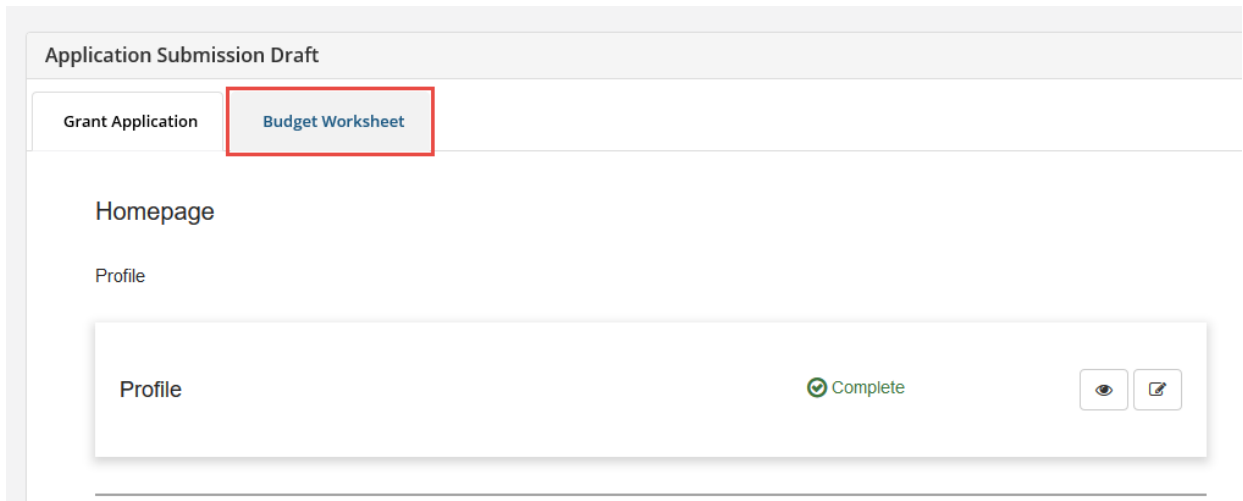 Application Submission Draft
Grant Application Budget Worksheet
Homepage
Profile
Profile Complete